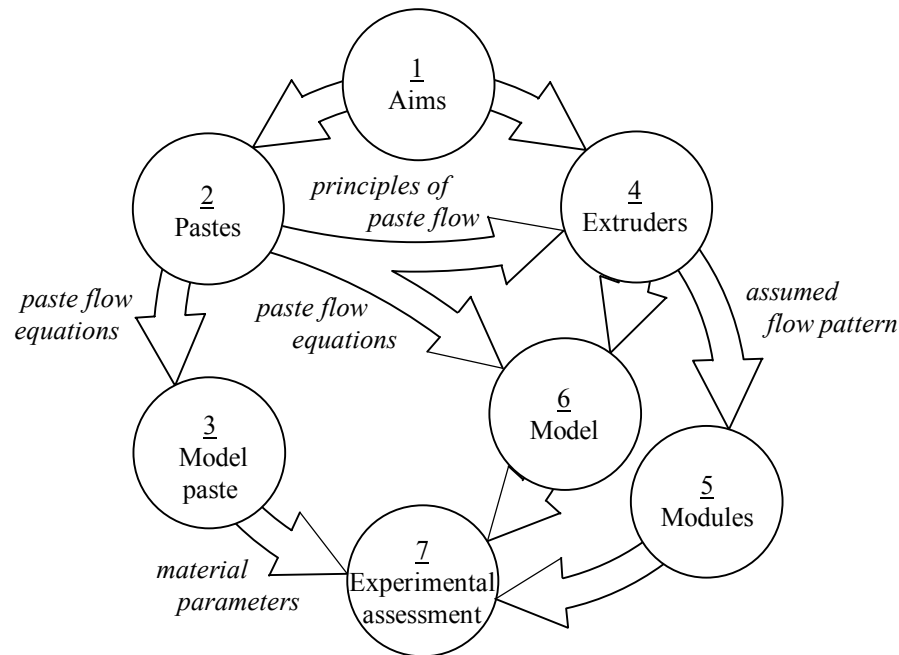 1
Aims
2
Pastes
principles of
paste flow
4
Extruders
paste flow
equations
paste flow
equations
assumed
flow pattern
3
Model
paste
6
Model
5
Modules
material
parameters
7
Experimental
assessment